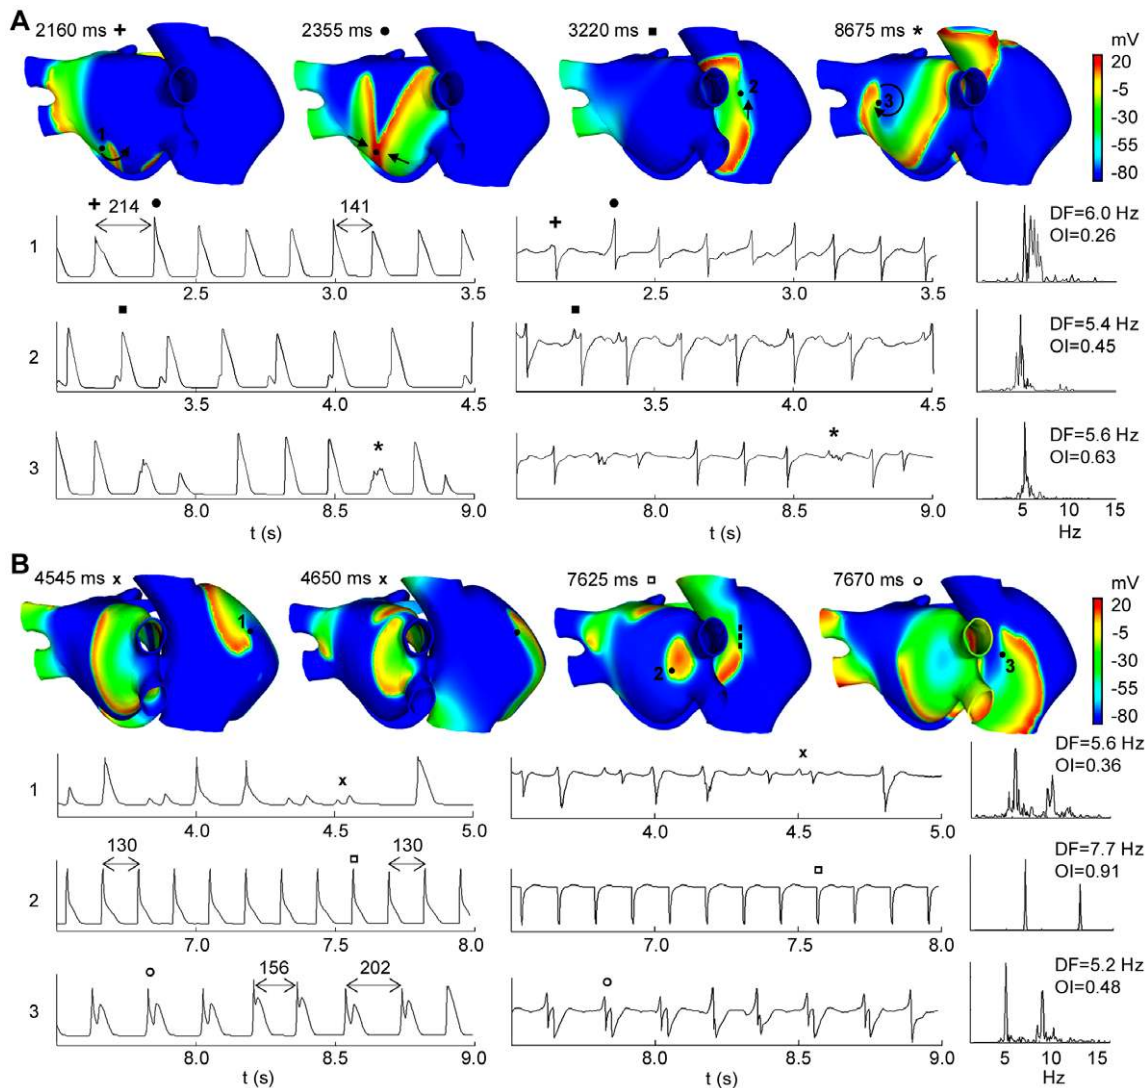 A
2160 ms +
2355 ms ●
3220 ms ■
8675 ms *
mV
20
-5
-30
-55
-80
1
2
3
+
214
●
141
+
●
1
2.5
3.0
3.5
2.5
3.0
3.5
DF=6.0 Hz
OI=0.26
■
■
2
3.5
4.0
4.5
3.5
4.0
4.5
DF=5.4 Hz
OI=0.45
*
*
3
8.0
8.5
9.0
8.0
8.5
9.0
DF=5.6 Hz
OI=0.63
5
10
15
t (s)
t (s)
Hz
B
4545 ms x
4650 ms x
7625 ms □
7670 ms o
mV
20
-5
-30
-55
-80
1
2
3
x
x
1
4.0
4.5
5.0
4.0
4.5
5.0
DF=5.6 Hz
OI=0.36
130
□
130
□
2
7.0
7.5
8.0
7.0
7.5
8.0
DF=7.7 Hz
OI=0.91
o
156
202
o
3
8.0
8.5
9.0
8.0
8.5
9.0
DF=5.2 Hz
OI=0.48
5
10
15
t (s)
t (s)
Hz